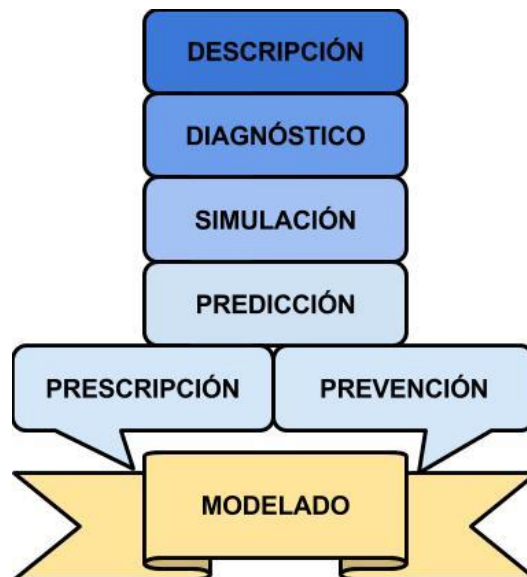 DESCRIPCIÓN
DIAGNÓSTICO
SIMULACIÓN
PREDICCIÓN
PRESCRIPCIÓN
PREVENCIÓN
MODELADO